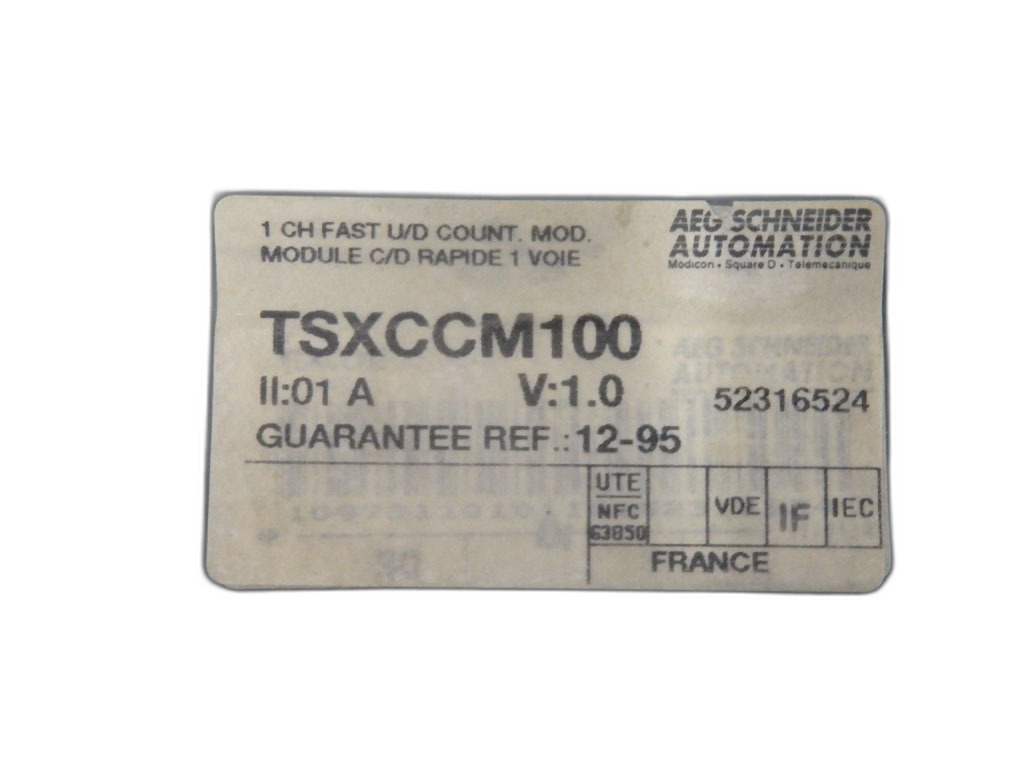 1 CH FAST U/D COUNT. MOD.
MODULE C/D RAPIDE 1 VOIE
AEG SCHNEIDER
AUTOMATION
Modicon • Square D • Telemecanique
TSXCCM100
II:01 A V:1.0 52316524
GUARANTEE REF.: 12-95
UTE
NFC
63850
VDE
IF
IEC
FRANCE